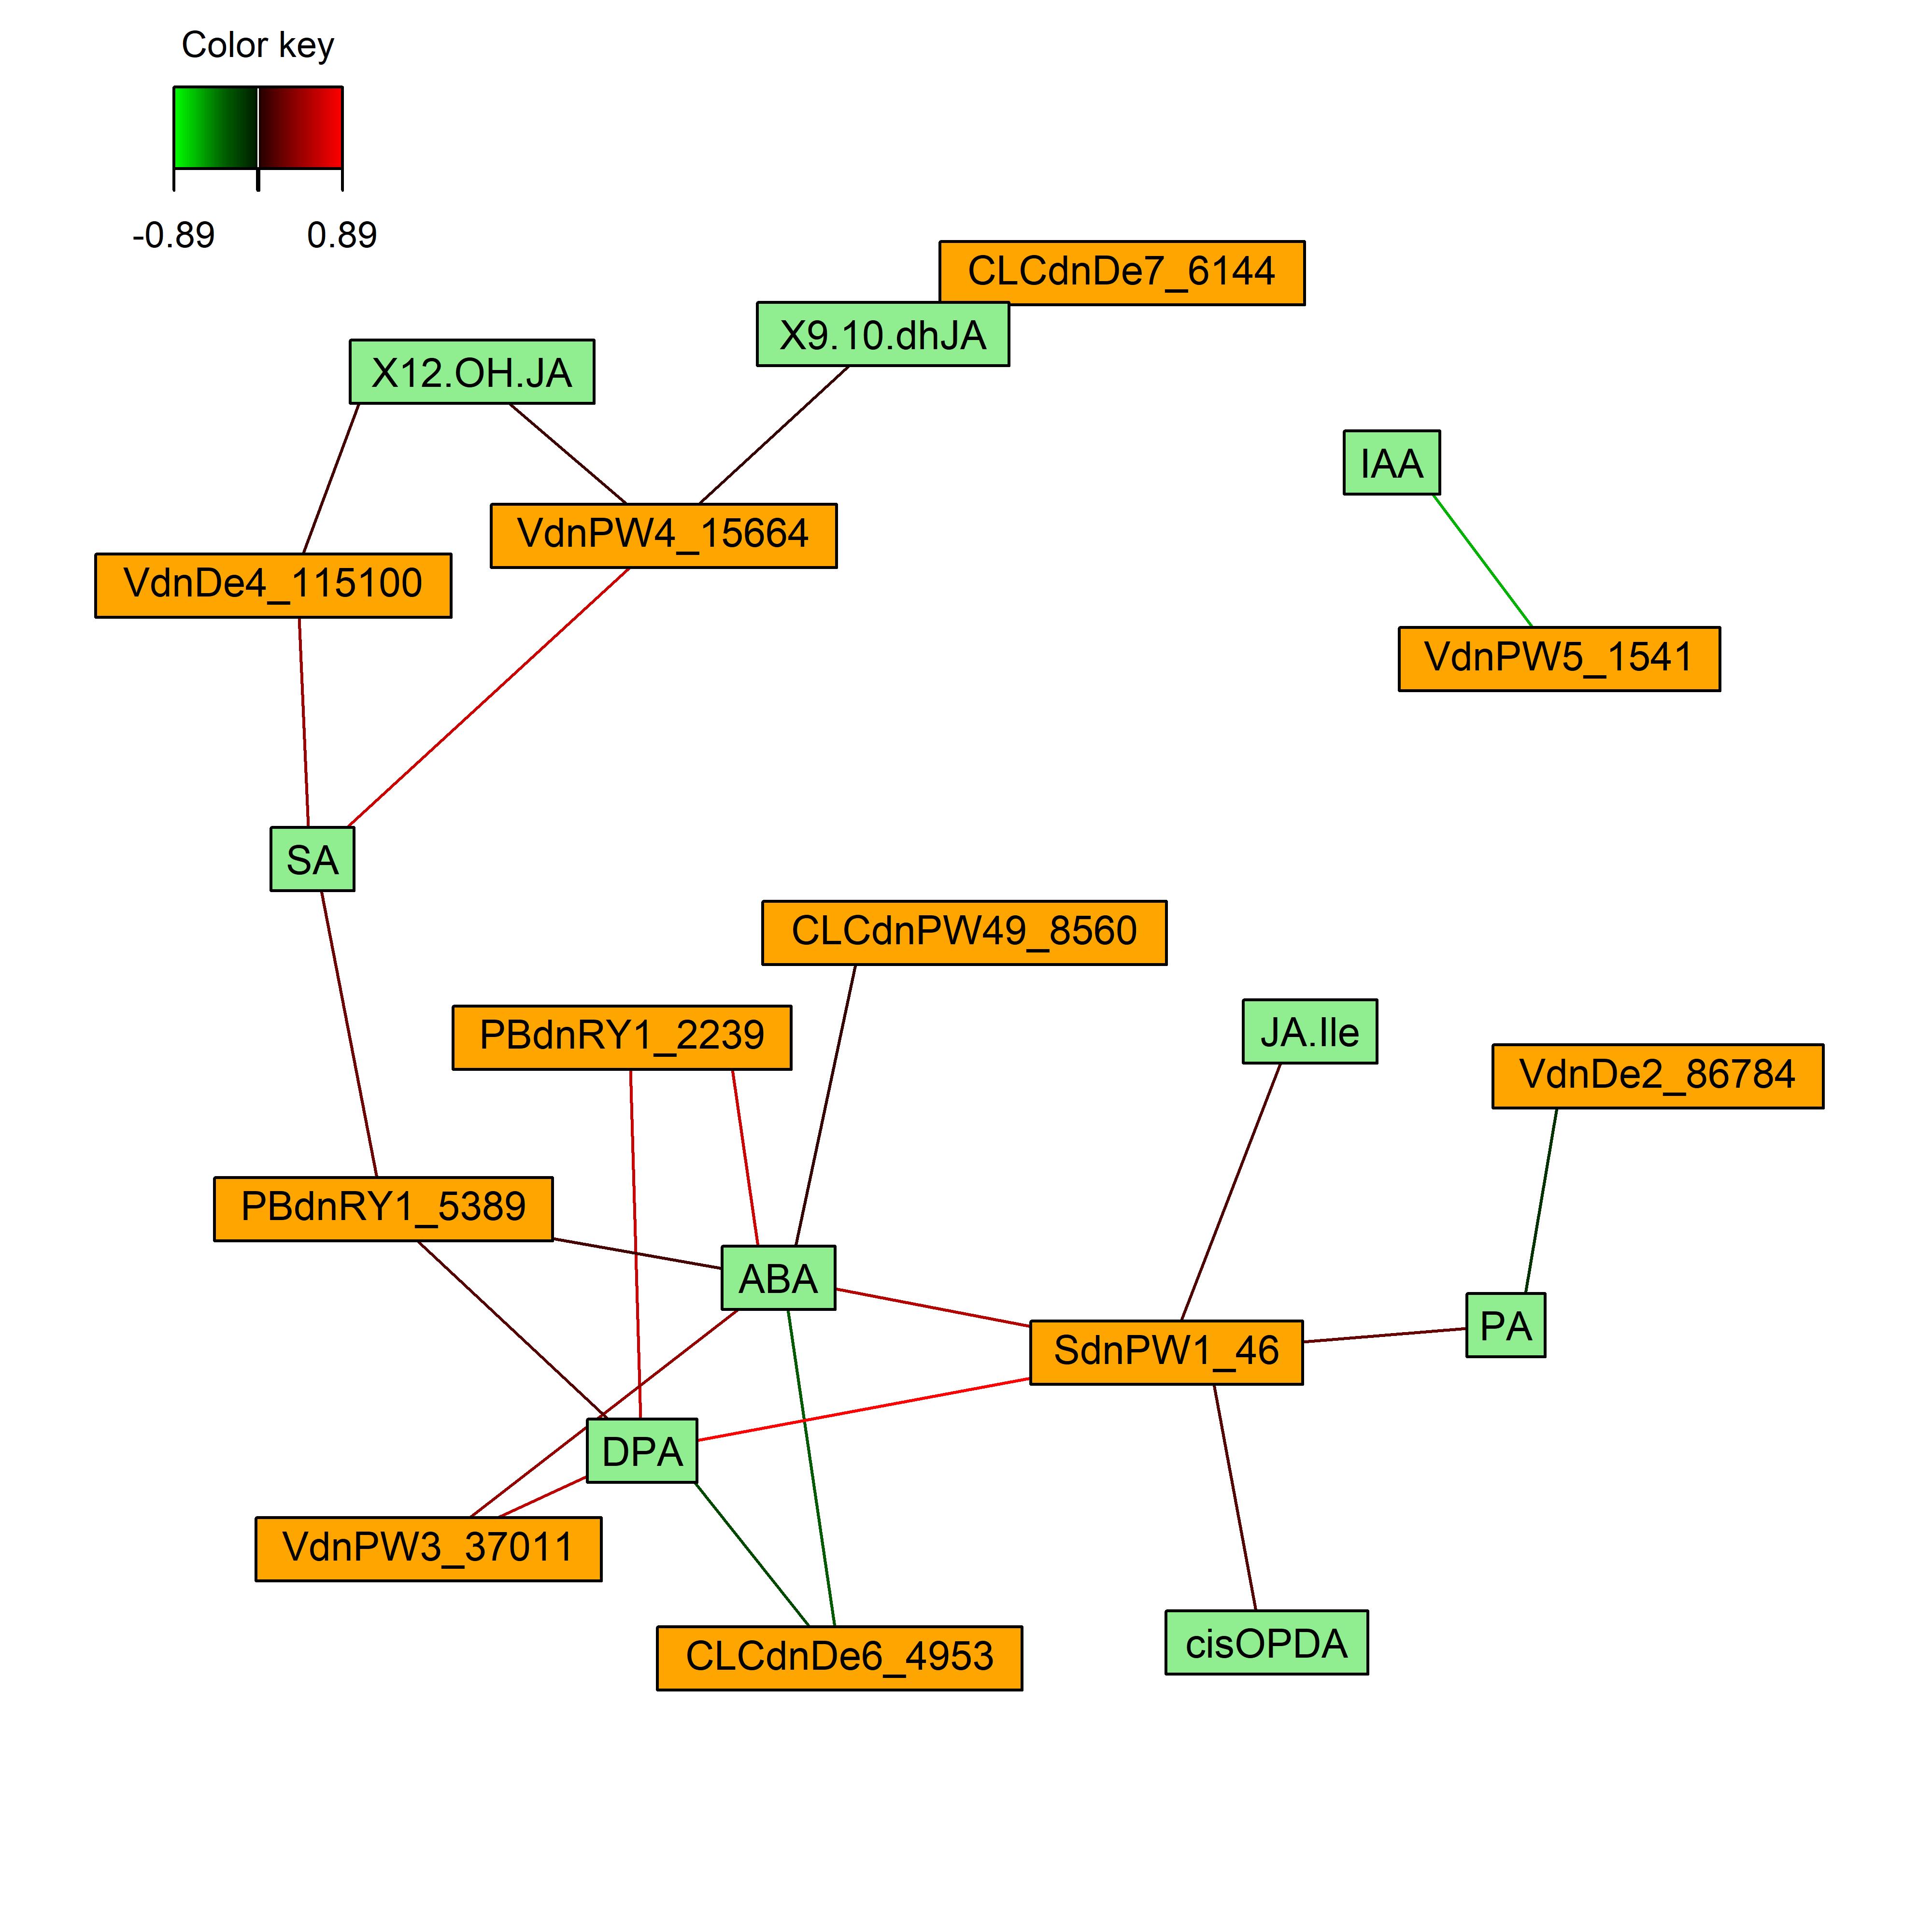 Color key
-0.89 0.89
CLCdnDe7_6144
X9.10.dhJA
X12.OH.JA
IAA
VdnPW4_15664
VdnDe4_115100
VdnPW5_1541
SA
CLCdnPW49_8560
PBdnRY1_2239
JA.Ile
VdnDe2_86784
PBdnRY1_5389
ABA
PA
SdnPW1_46
DPA
VdnPW3_37011
cisOPDA
CLCdnDe6_4953